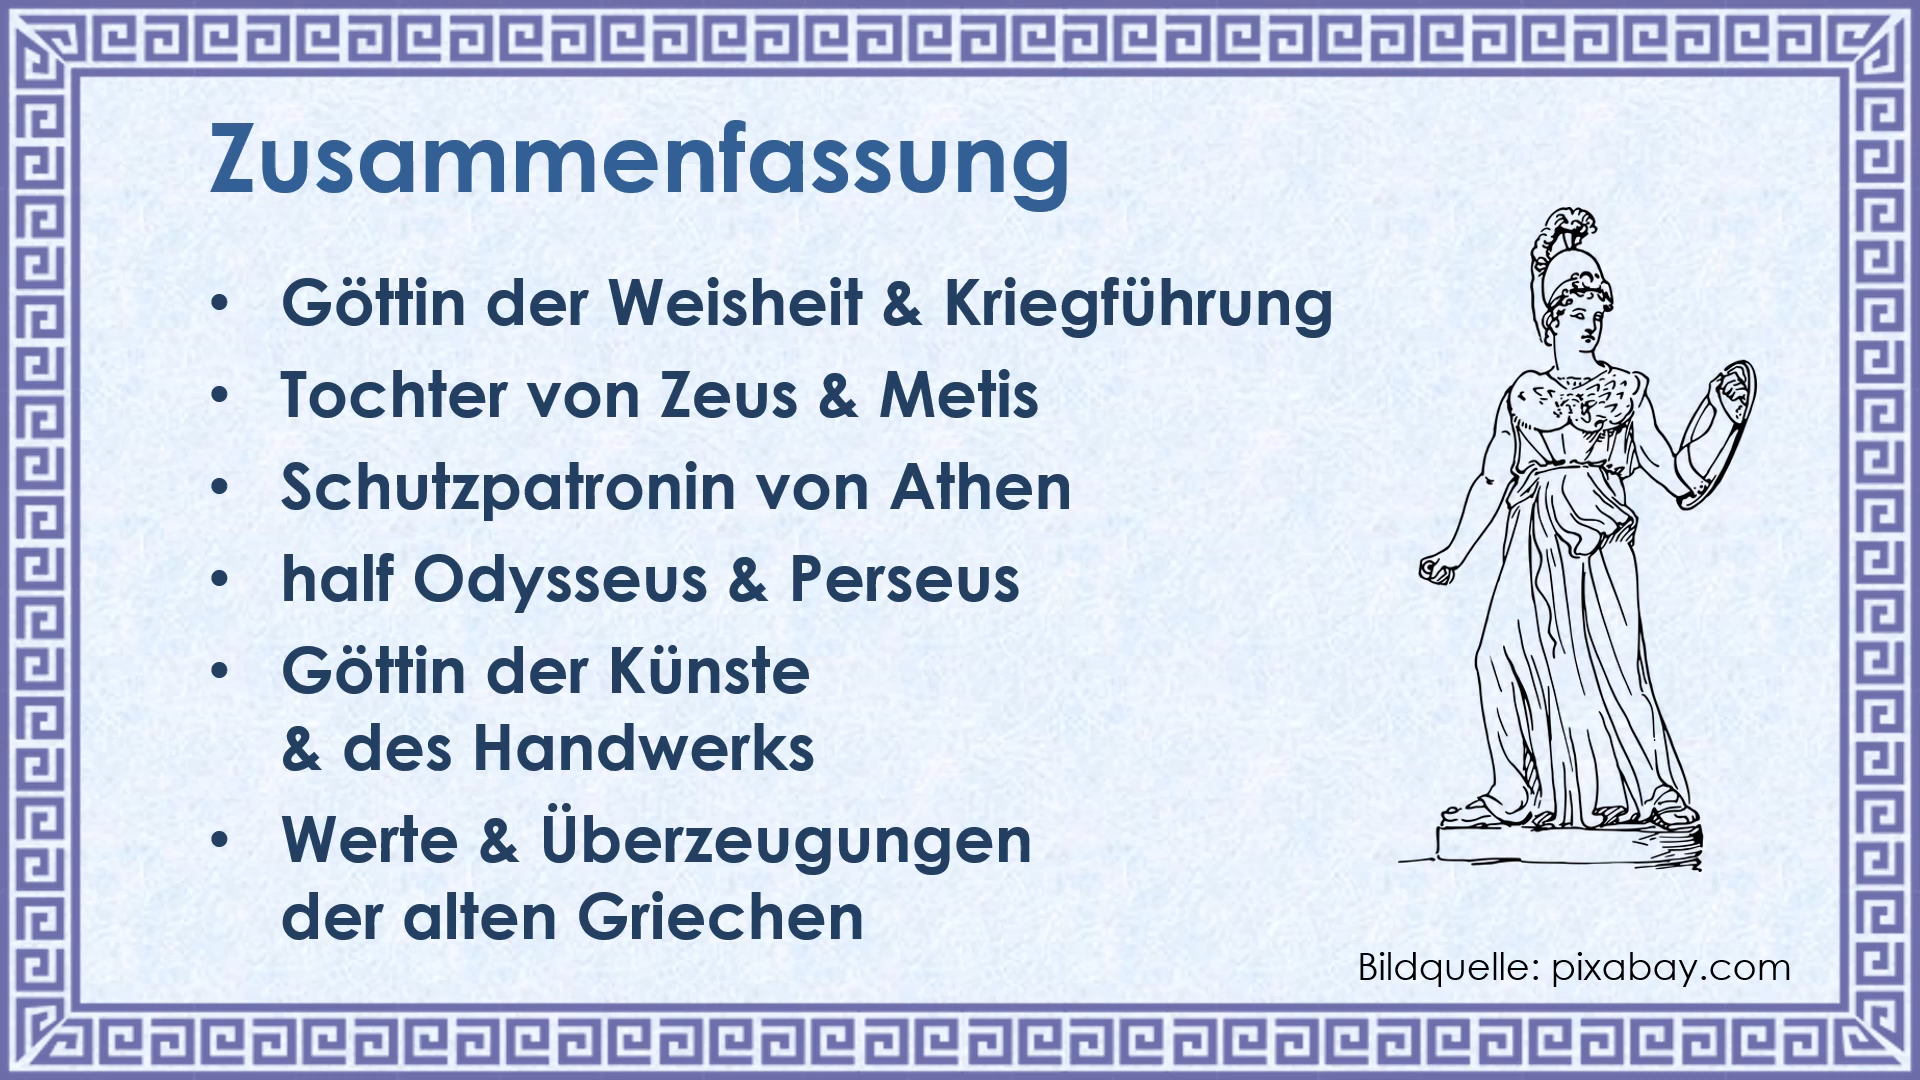 Zusammenfassung
• Göttin der Weisheit & Kriegführung
• Tochter von Zeus & Metis
• Schutzpatronin von Athen
• half Odysseus & Perseus
• Göttin der Künste
& des Handwerks
• Werte & Überzeugungen
der alten Griechen
Bildquelle: pixabay.com